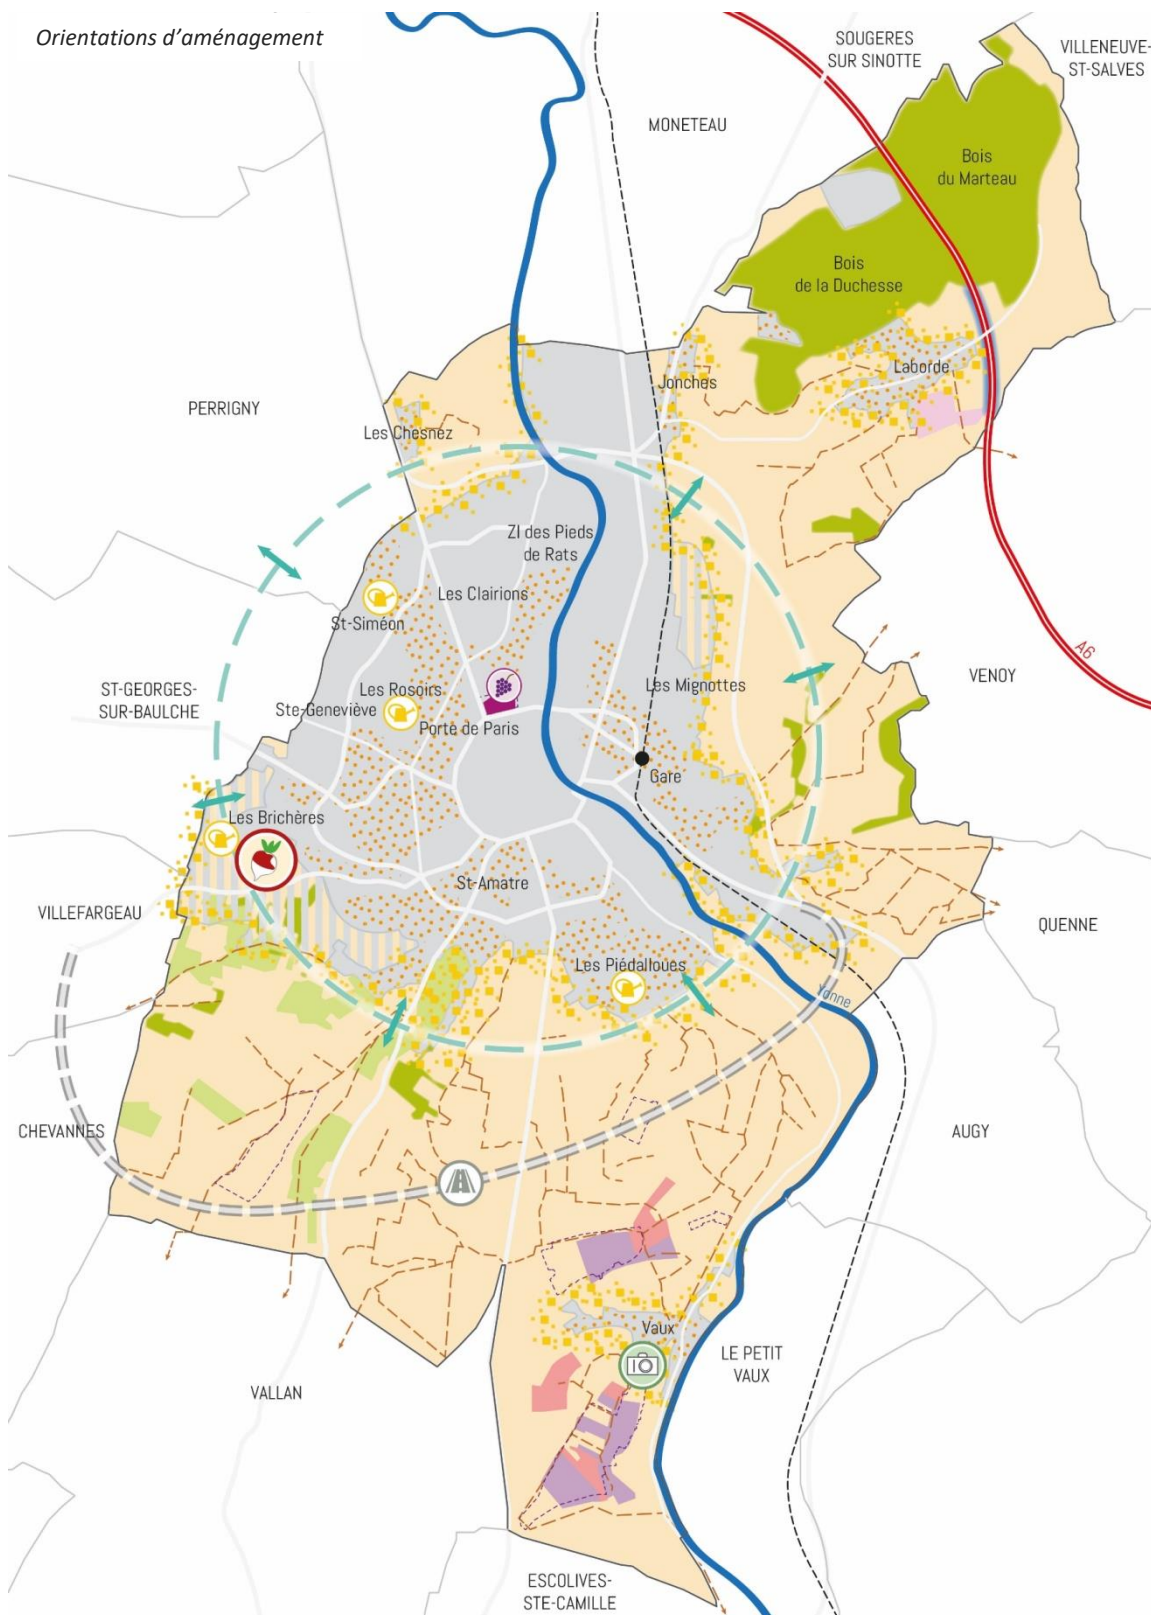 Orientations d’aménagement
SOUGERES
SUR SINOTTE
VILLENEUVE-
ST-SALVES
MONETEAU
Bois
du Marteau
Bois
de la Duchesse
Laborde
Jonches
PERRIGNY
Les Chesnez
ZI des Pieds
de Rats
Les Clairions
St-Siméon
A6
VENOY
ST-GEORGES-
SUR-BAULCHE
Les Rosoirs
Les Mignottes
Ste-Geneviève
Porte de Paris
Gare
Les Brichères
St-Amatre
VILLEFARGEAU
QUENNE
Les Piédalloues
Yonne
CHEVANNES
AUGY
Vaux
LE PETIT
VAUX
VALLAN
ESCOLIVES-
STE-CAMILLE